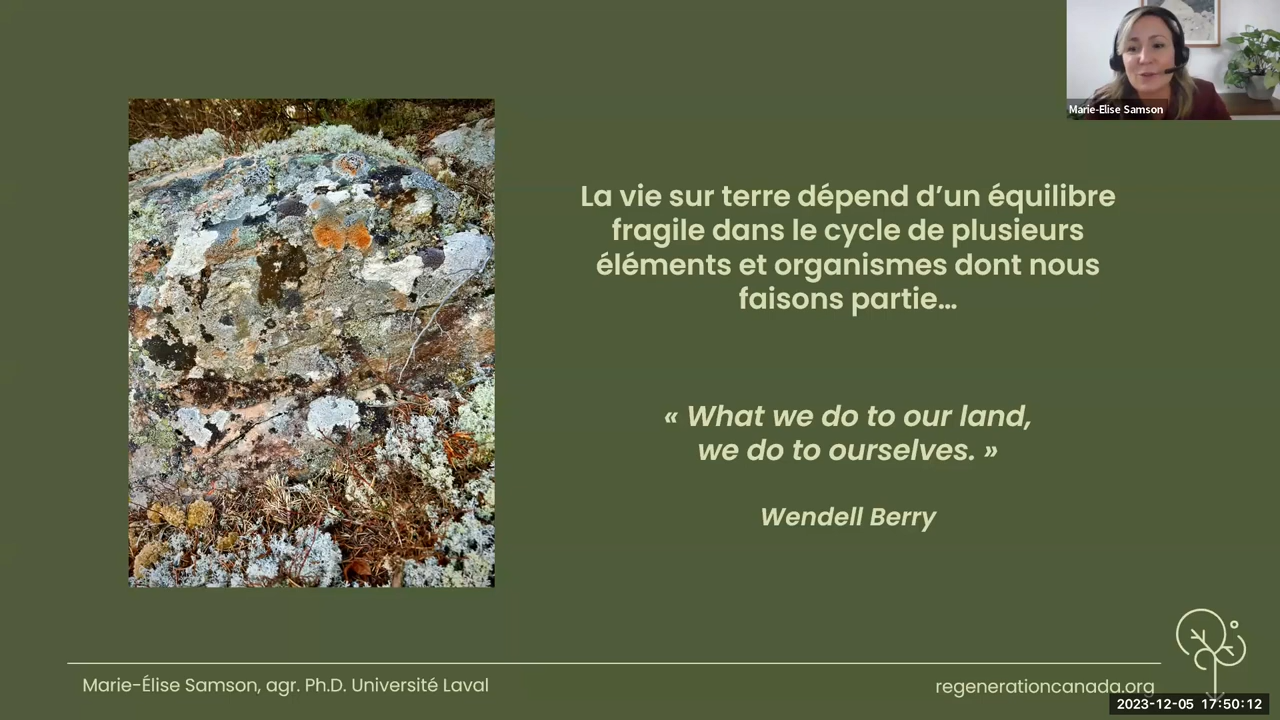 Marie-Elise Samson
La vie sur terre dépend d’un équilibre
fragile dans le cycle de plusieurs
éléments et organismes dont nous
faisons partie...
« What we do to our land,
we do to ourselves. »
Wendell Berry
Marie-Élise Samson, agr. Ph.D. Université Laval
regenerationcanada.org
2023-12-05 17:50:12